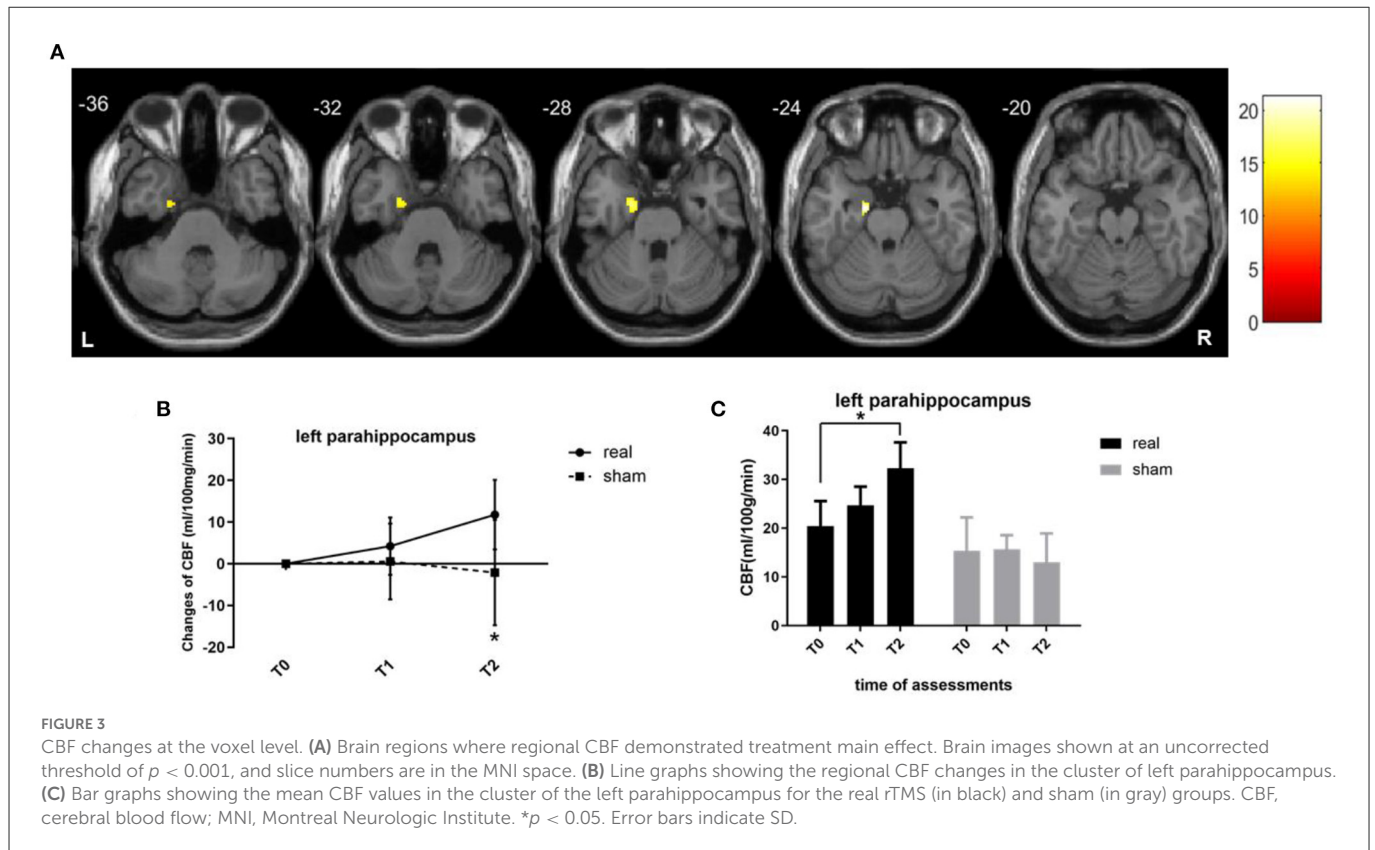 A
-36 -32 -28 -24 -20
20
15
10
5
0
L R
B
left parahippocampus
real
sham
Changes of CBF (ml/100mg/min)
30
20
10
0
-10
-20
*
T0 T1 T2
C
left parahippocampus
*
real
sham
CBF(ml/100g/min)
40
30
20
10
0
T0 T1 T2 T0 T1 T2
time of assessments
FIGURE 3
CBF changes at the voxel level. (A) Brain regions where regional CBF demonstrated treatment main effect. Brain images shown at an uncorrected
threshold of p < 0.001, and slice numbers are in the MNI space. (B) Line graphs showing the regional CBF changes in the cluster of left parahippocampus.
(C) Bar graphs showing the mean CBF values in the cluster of the left parahippocampus for the real rTMS (in black) and sham (in gray) groups. CBF,
cerebral blood flow; MNI, Montreal Neurologic Institute. *p < 0.05. Error bars indicate SD.